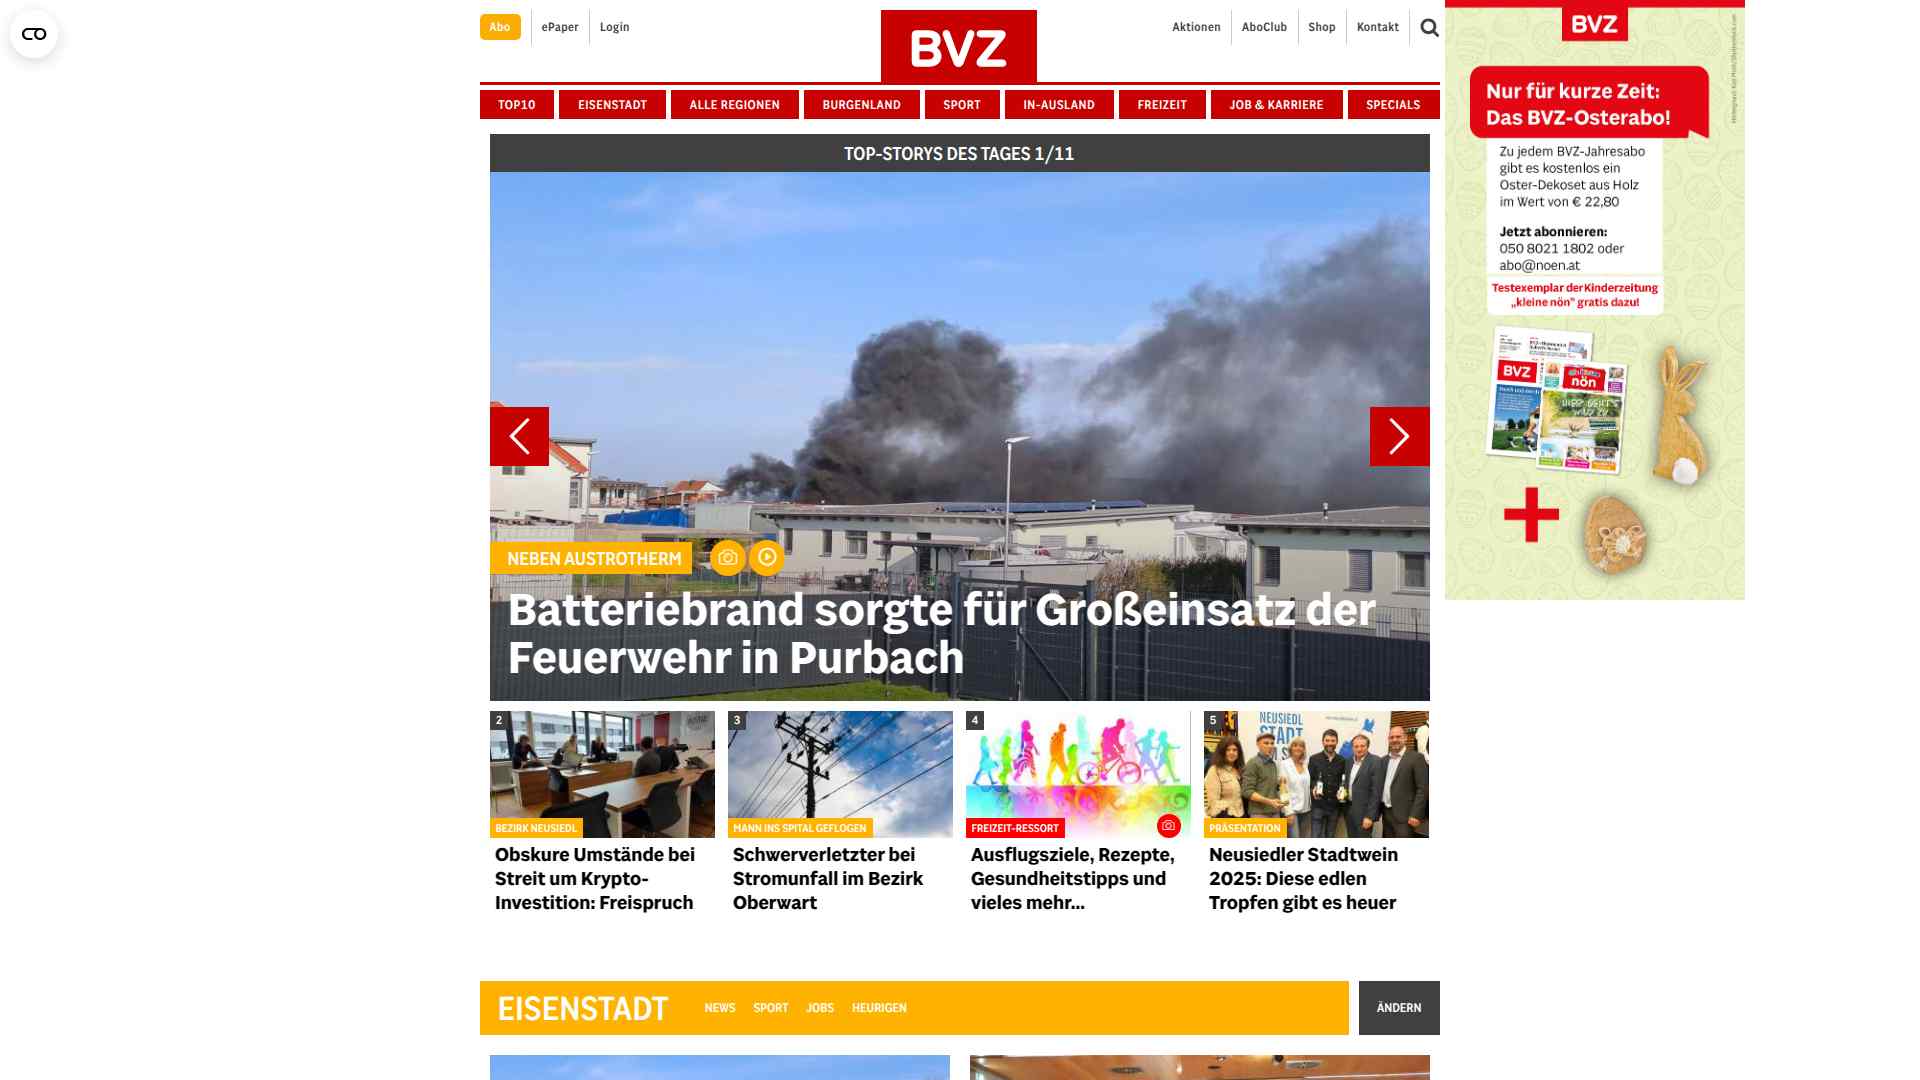 Abo
ePaper
Login
BVZ
Aktionen
AboClub
Shop
Kontakt
TOP10
EISENSTADT
ALLE REGIONEN
BURGENLAND
SPORT
IN-AUSLAND
FREIZEIT
JOB & KARRIERE
SPECIALS
TOP-STORYS DES TAGES 1/11
NEBEN AUSTROTHERM
Batteriebrand sorgte für Großeinsatz der
Feuerwehr in Purbach
2
BEZIRK NEUSIEDL
Obskure Umstände bei
Streit um Krypto-
Investition: Freispruch
3
MANN INS SPITAL GEFLOGEN
Schwerverletzter bei
Stromunfall im Bezirk
Oberwart
4
FREIZEIT-RESSORT
Ausflugsziele, Rezepte,
Gesundheitstipps und
vieles mehr...
5
NEUSIEDL
STADT
PRÄSENTATION
Neusiedler Stadtwein
2025: Diese edlen
Tropfen gibt es heuer
EISENSTADT
NEWS
SPORT
JOBS
HEURIGEN
ÄNDERN
BVZ
Nur für kurze Zeit:
Das BVZ-Osterabo!
Zu jedem BVZ-Jahresabo
gibt es kostenlos ein
Oster-Dekoset aus Holz
im Wert von € 22,80
Jetzt abonnieren:
050 8021 1802 oder
abo@noen.at
Testexemplar der Kinderzeitung
„kleine nön" gratis dazu!
BVZ
nön